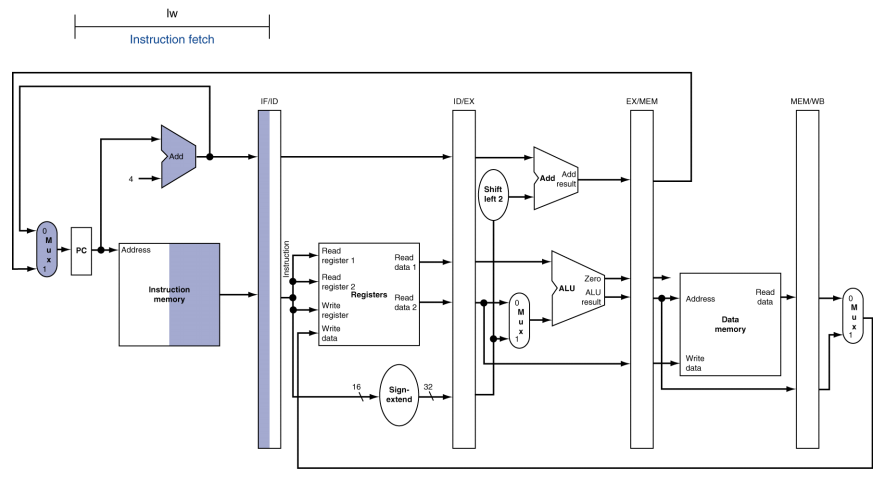 lw
Instruction fetch
IF/ID
ID/EX
EX/MEM
MEM/WB
Add
4
Add
Add
result
Shift
left 2
0
M
u
x
1
PC
Address
Instruction
memory
Instruction
Read
register 1
Read
register 2
Write
register
Write
data
Registers
Read
data 1
Read
data 2
16
Sign-
extend
32
0
M
u
x
1
ALU
Zero
ALU
result
Address
Write
data
Data
memory
Read
data
0
M
u
x
1